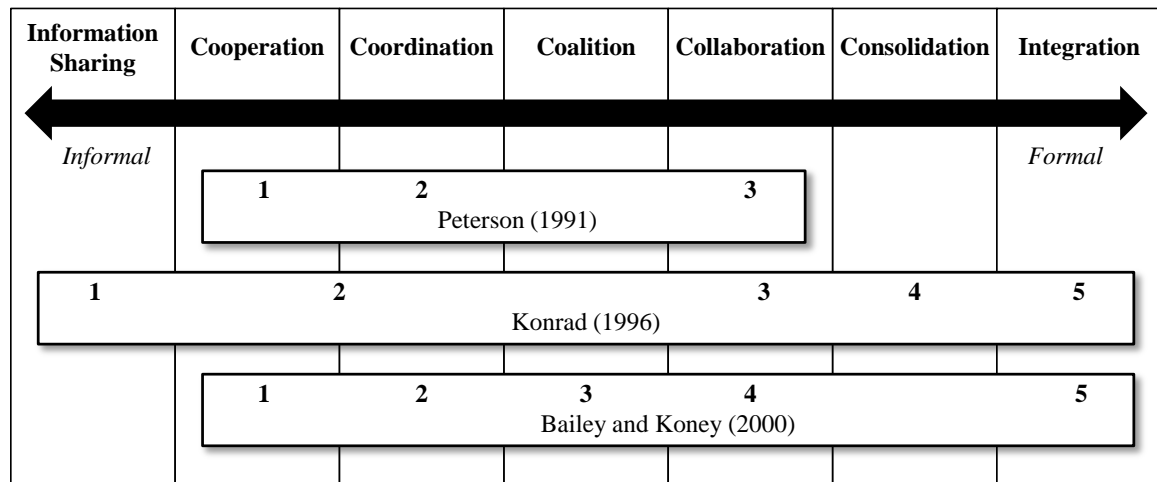 Information Sharing Cooperation Coordination Coalition Collaboration Consolidation Integration
Informal Formal
1 2 3
Peterson (1991)
1 2 3 4 5
Konrad (1996)
1 2 3 4 5
Bailey and Koney (2000)